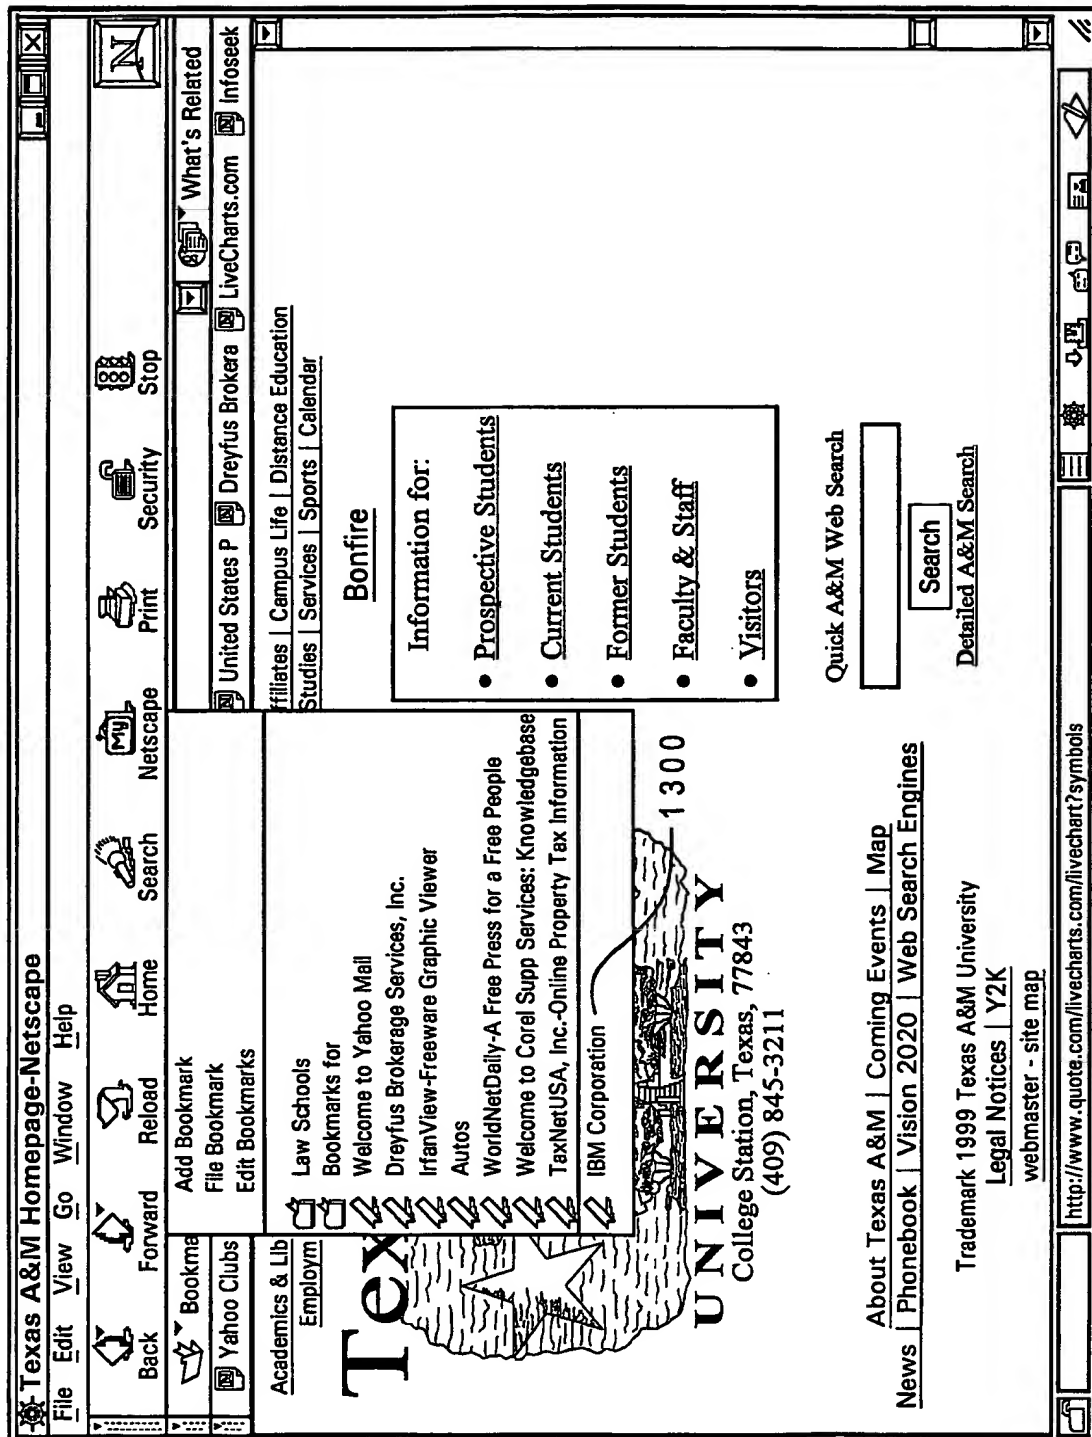 Texas A&M Homepage-Netscape
File Edit View Go Window Help
Back Forward Reload Home Search Netscape Print Security Stop
My
N
Bookma
What's Related
Yahoo Clubs
United States P
Dreyfus Brokera
LiveCharts.com
Infoseek
Add Bookmark
File Bookmark
Edit Bookmarks
Law Schools
Bookmarks for
Welcome to Yahoo Mail
Dreyfus Brokerage Services, Inc.
IrfanView-Freeware Graphic Viewer
Autos
WorldNetDaily-A Free Press for a Free People
Welcome to Corel Supp Services: Knowledgebase
TaxNetUSA, Inc.-Online Property Tax Information
IBM Corporation
1300
Academics & Lib
ffiliates | Campus Life | Distance Education
Employm
Studies | Services | Sports | Calendar
Tex
UNIVERSITY
College Station, Texas, 77843
(409) 845-3211
Bonfire
Information for:
• Prospective Students
• Current Students
• Former Students
• Faculty & Staff
• Visitors
Quick A&M Web Search
Search
Detailed A&M Search
About Texas A&M | Coming Events | Map
News | Phonebook | Vision 2020 | Web Search Engines
Trademark 1999 Texas A&M University
Legal Notices | Y2K
webmaster - site map
http://www.quote.com/livecharts.com/livechart?symbols